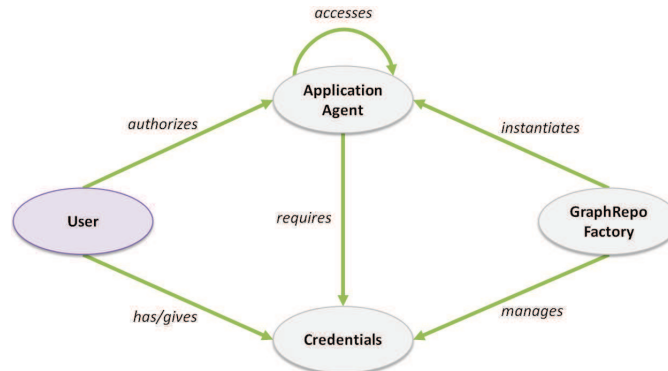 accesses
Application
Agent
authorizes
instantiates
User
requires
GraphRepo
Factory
has/gives
manages
Credentials